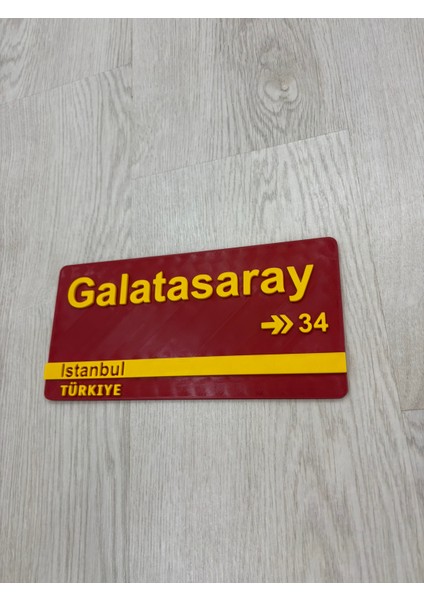 Galatasaray
34
Istanbul
TÜRKIYE